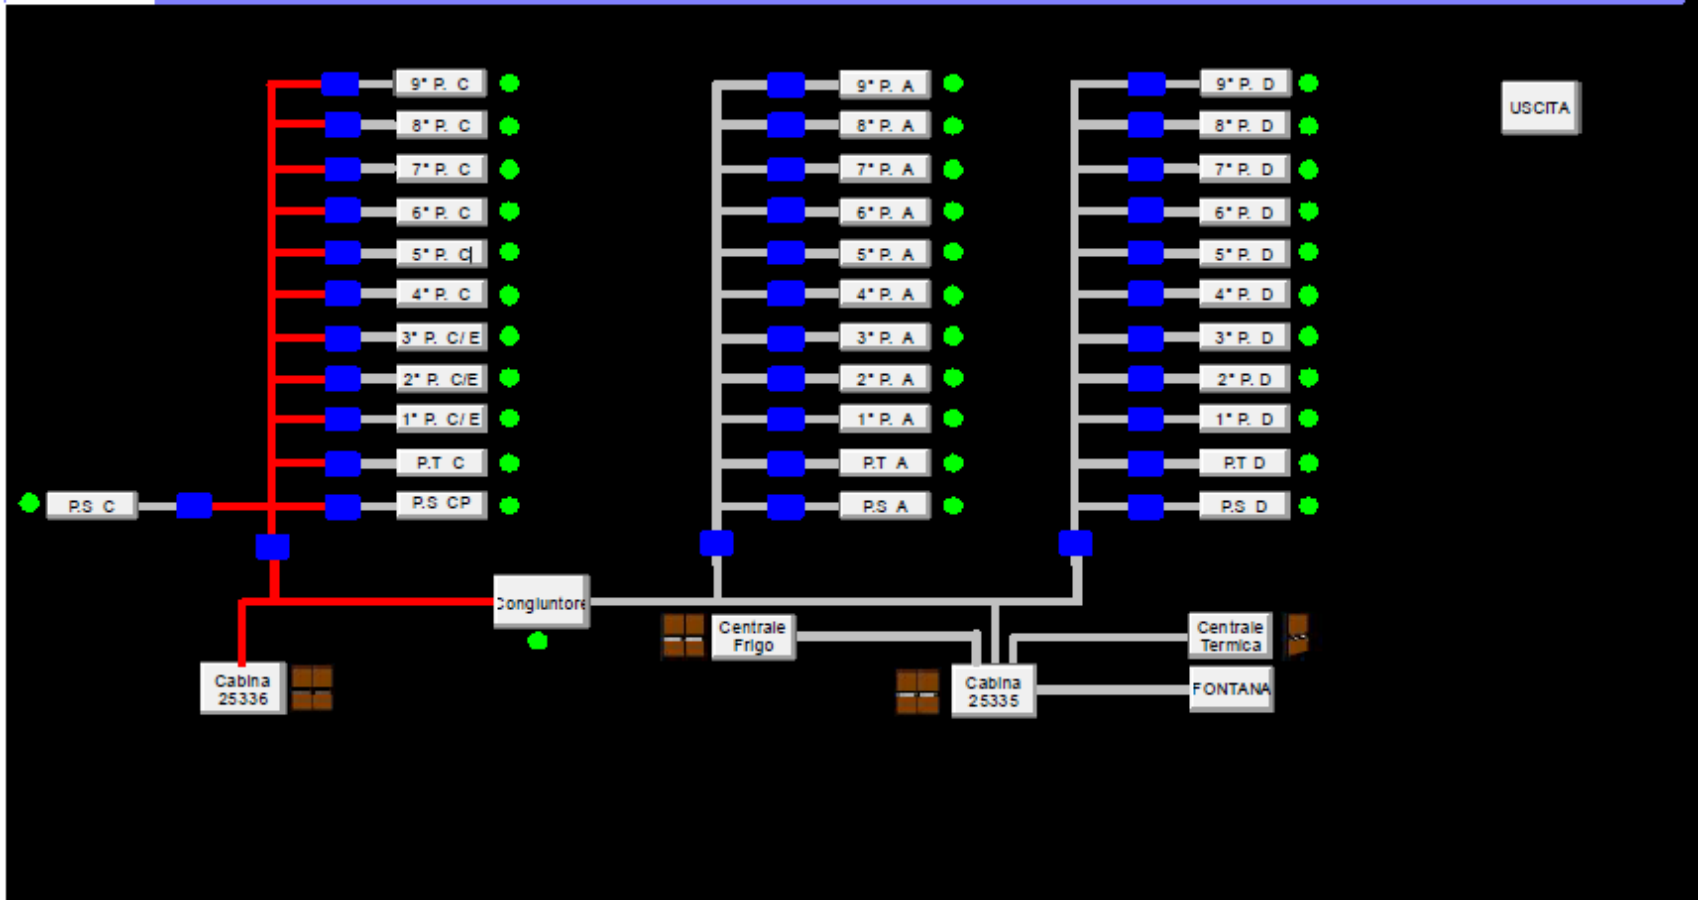 9° P. C
9° P. A
9° P. D
USCITA
8° P. C
8° P. A
8° P. D
7° P. C
7° P. A
7° P. D
6° P. C
6° P. A
6° P. D
5° P. C
5° P. A
5° P. D
4° P. C
4° P. A
4° P. D
3° P. C/E
3° P. A
3° P. D
2° P. C/E
2° P. A
2° P. D
1° P. C/E
1° P. A
1° P. D
P.T C
P.T A
P.T D
P.S C
P.S CP
P.S A
P.S D
Congiuntore
Centrale
Frigo
Centrale
Termica
Cabina
25336
Cabina
25335
FONTANA